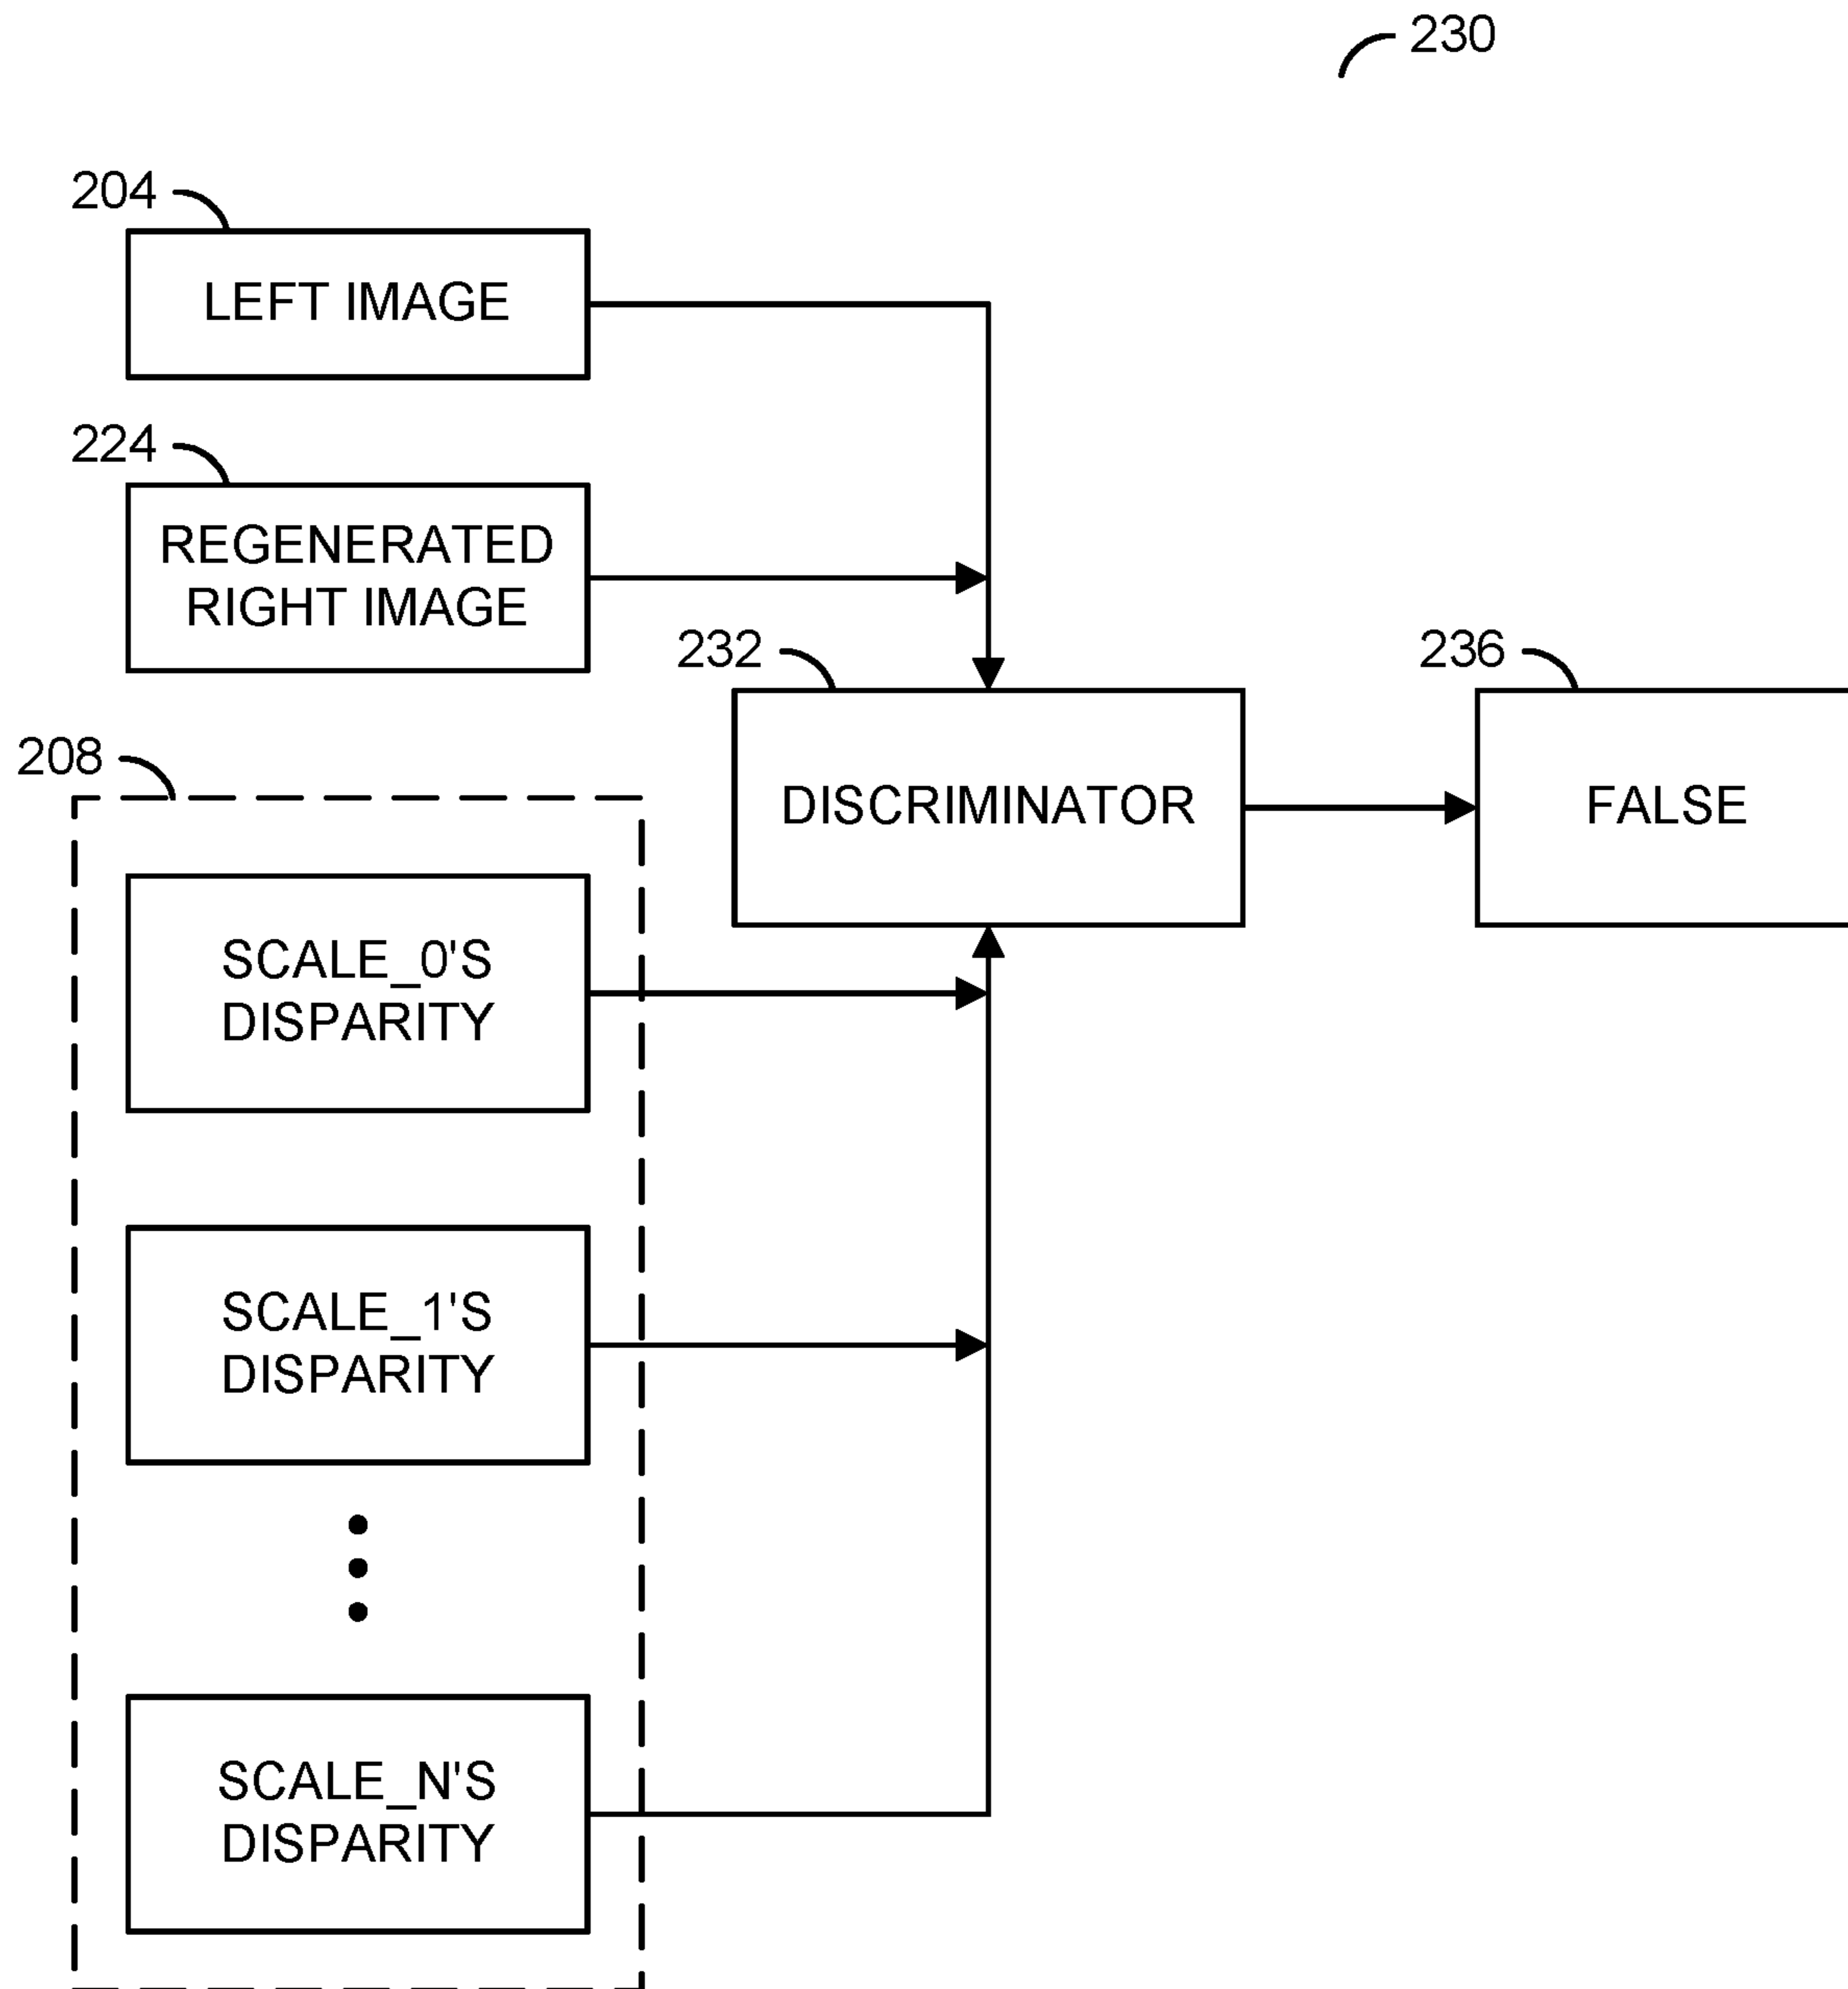 230
204
LEFT IMAGE
224
REGENERATED
RIGHT IMAGE
232
236
208
DISCRIMINATOR
FALSE
SCALE_0'S
DISPARITY
SCALE_1'S
DISPARITY
SCALE_N'S
DISPARITY